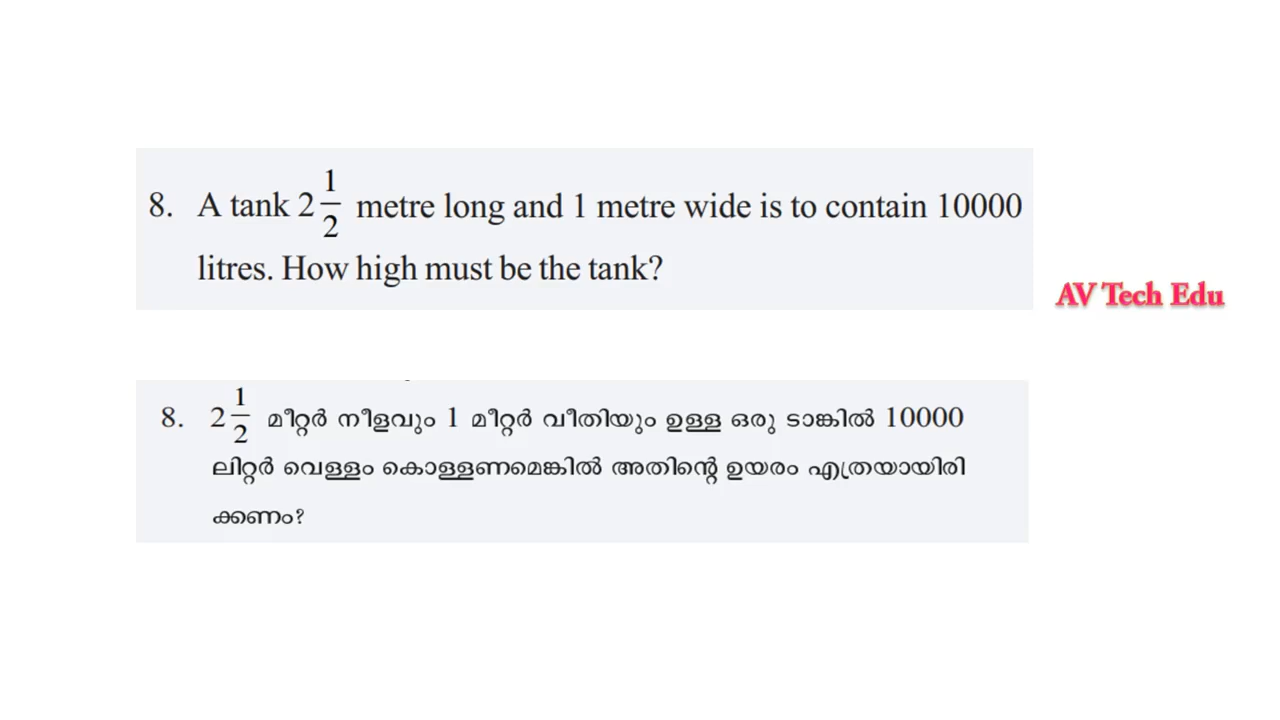 8. A tank 2 1/2 metre long and 1 metre wide is to contain 10000
litres. How high must be the tank?
AV Tech Edu
8. 2 1/2 മീറ്റർ നീളവും 1 മീറ്റർ വീതിയും ഉള്ള ഒരു ടാങ്കിൽ 10000
ലിറ്റർ വെള്ളം കൊള്ളണമെങ്കിൽ അതിന്റെ ഉയരം എത്രയായിരി
ക്കണം?